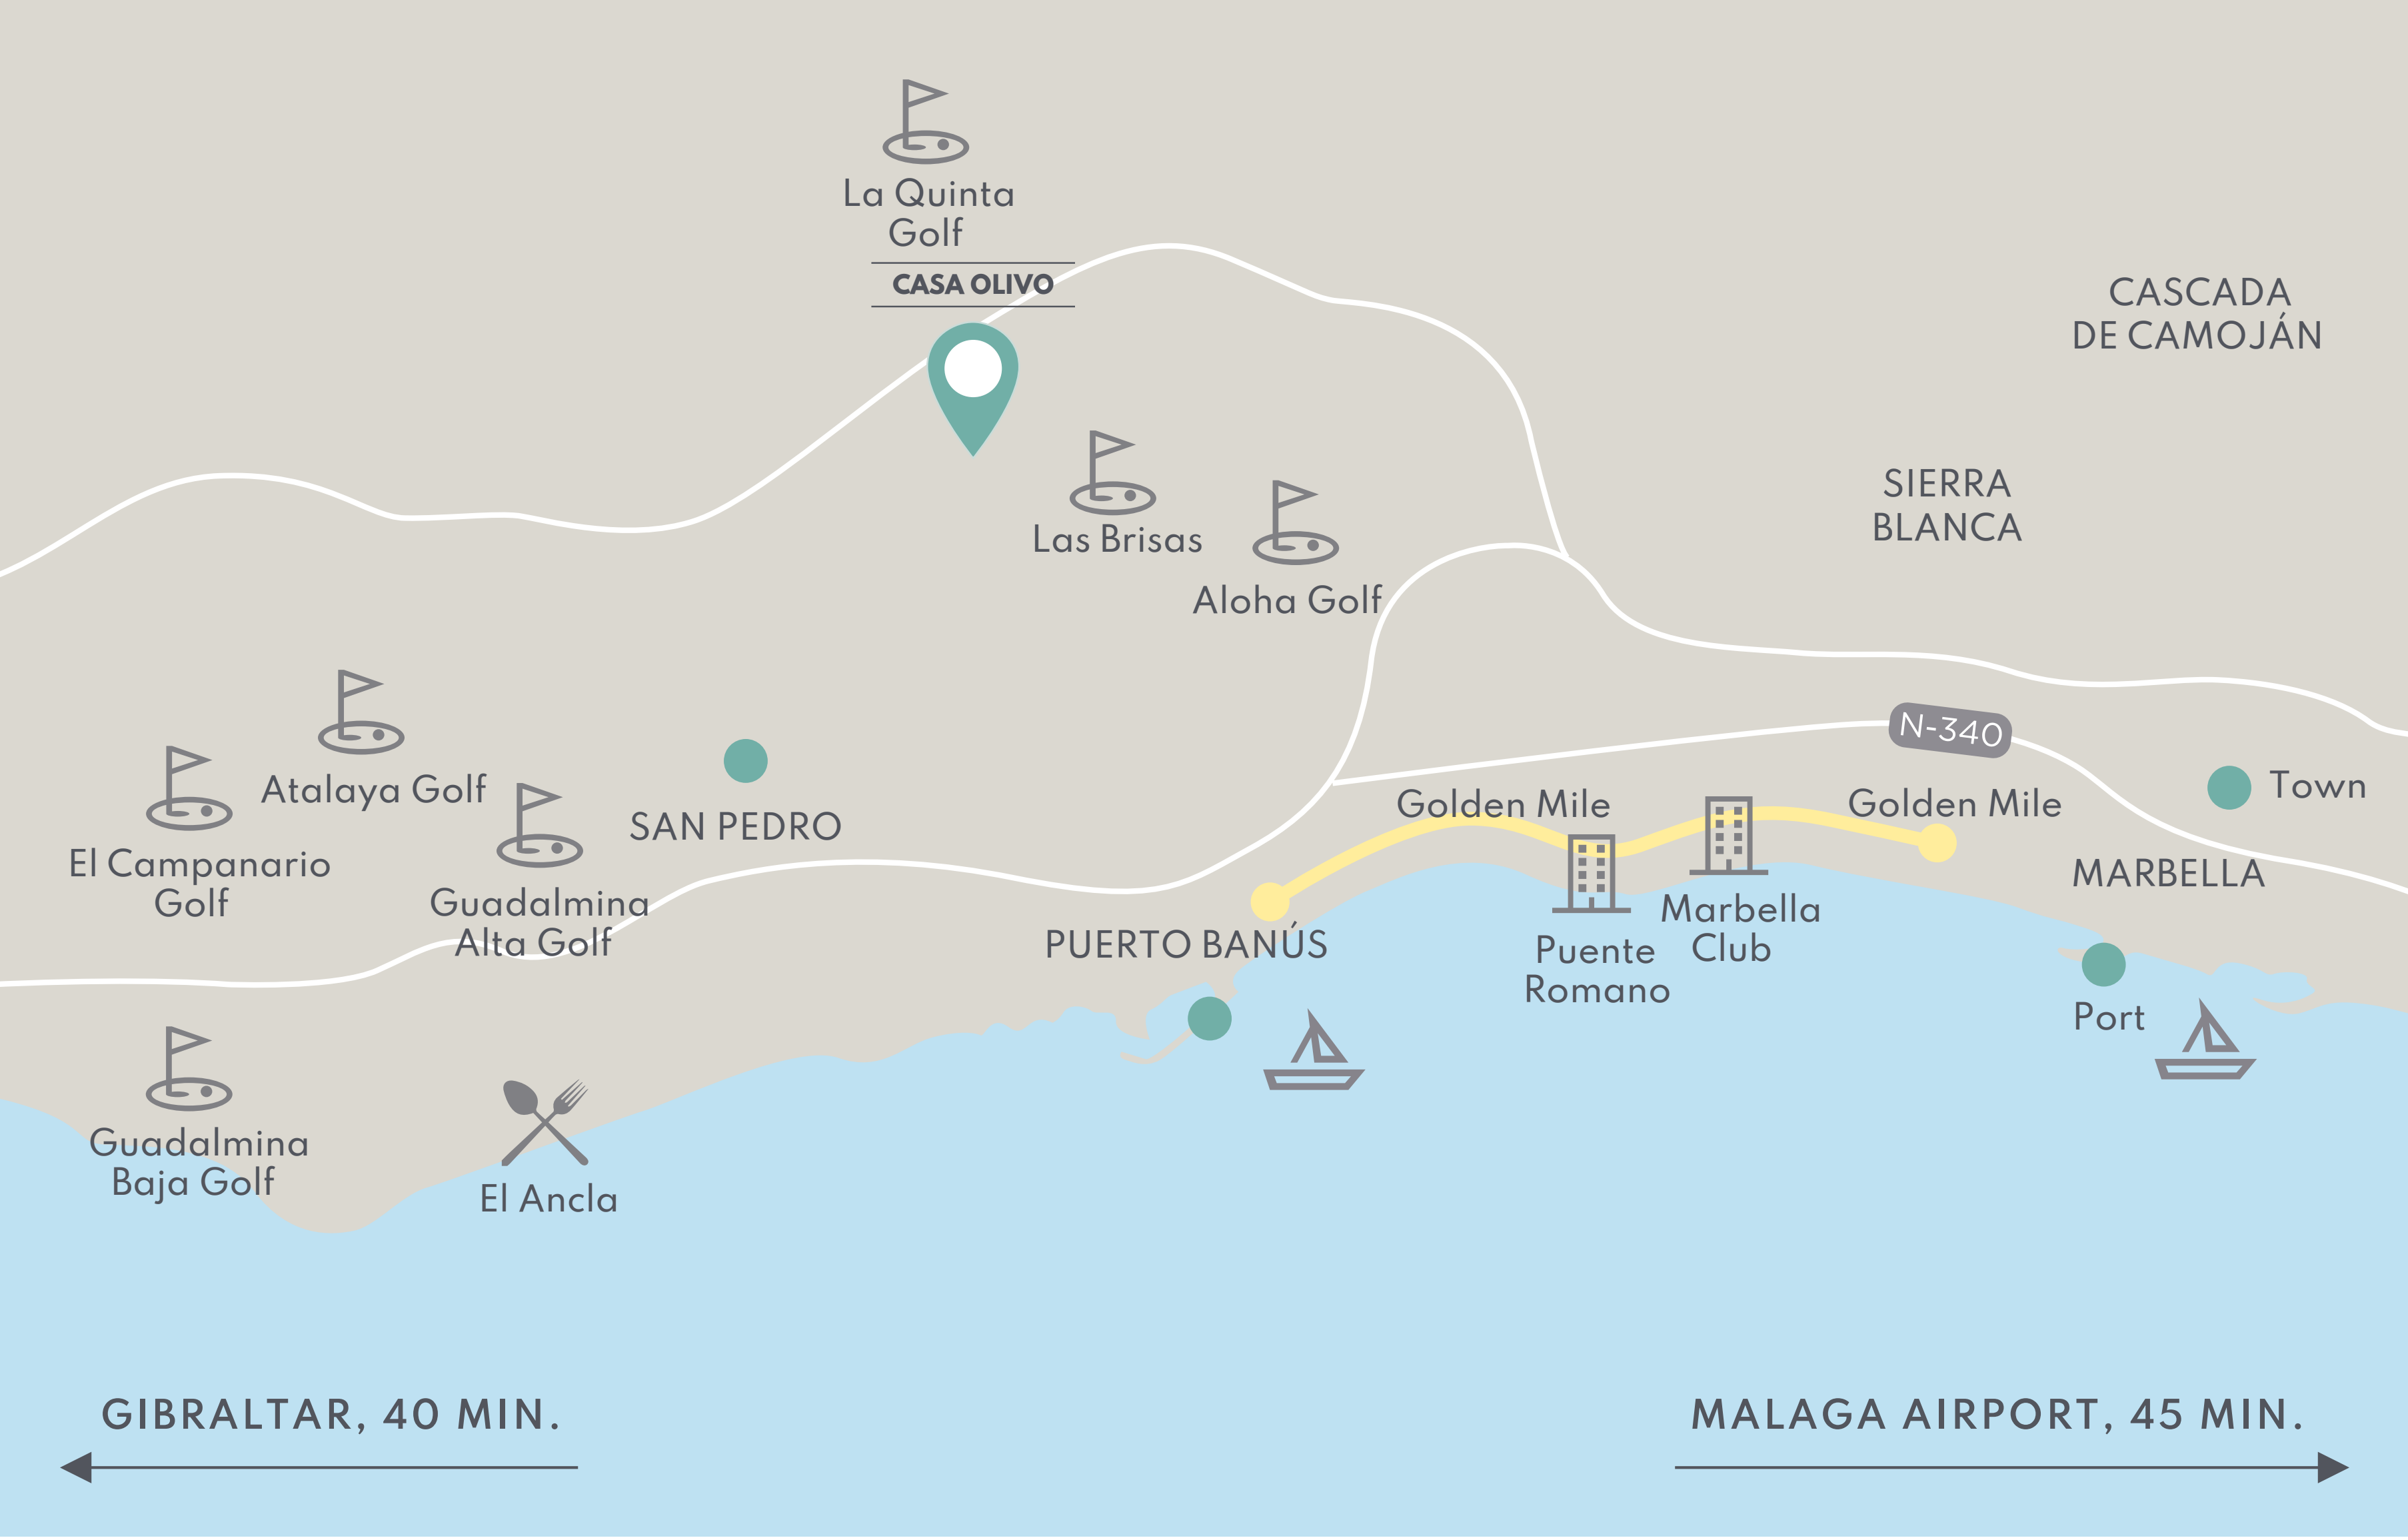 La Quinta
Golf
CASA OLIVO
CASCADA
DE CAMOJÁN
SIERRA
BLANCA
Las Brisas
Aloha Golf
N-340
Atalaya Golf
El Campanario
Golf
Guadalmina
Alta Golf
SAN PEDRO
Golden Mile
Golden Mile
Town
MARBELLA
PUERTO BANÚS
Puente
Romano
Marbella
Club
Port
Guadalmina
Baja Golf
El Ancla
GIBRALTAR, 40 MIN.
MALAGA AIRPORT, 45 MIN.